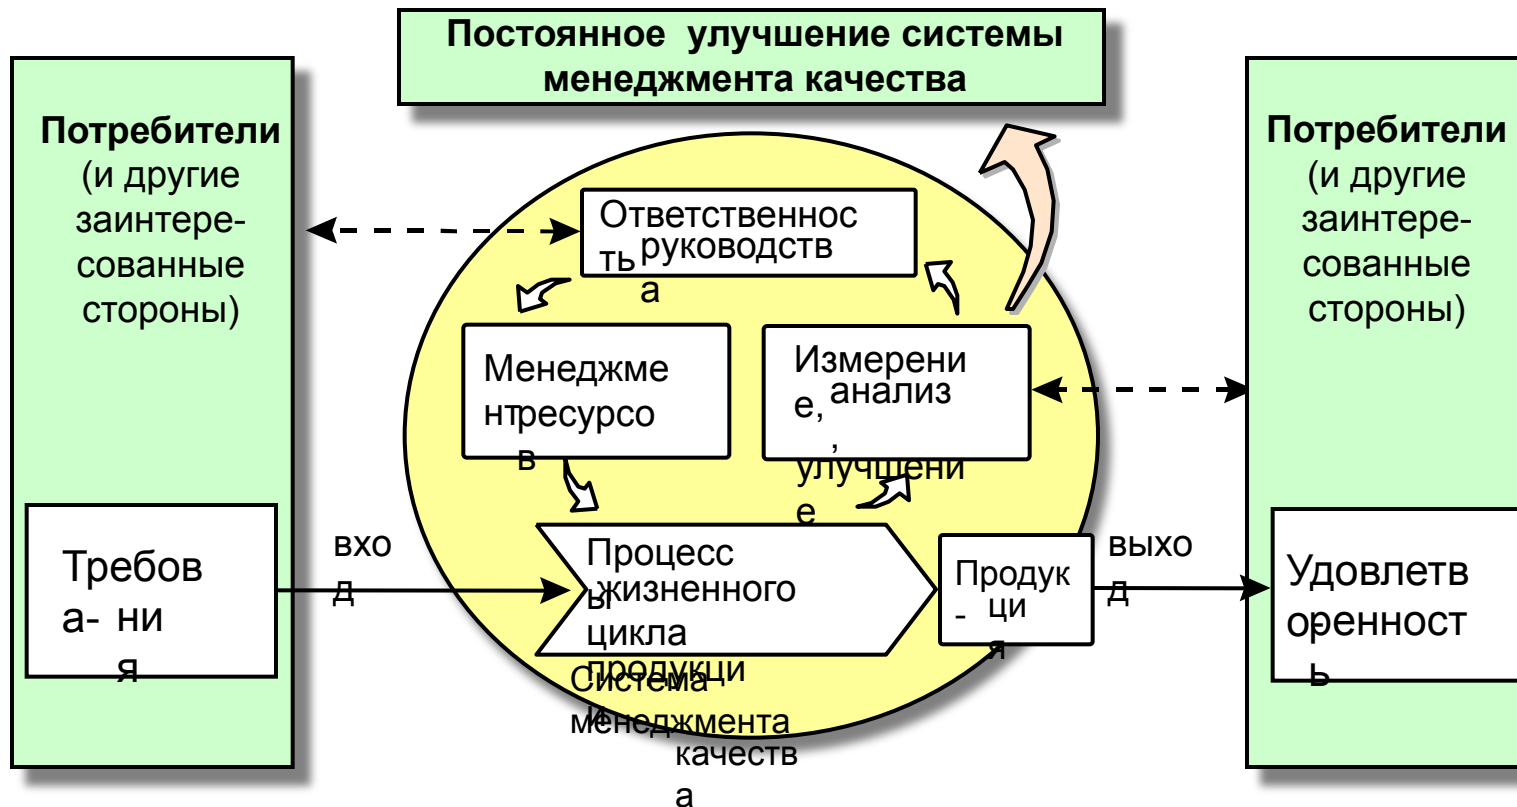 Постоянное улучшение системы
менеджмента качества
Потребители
(и другие
заинтере-
сованные
стороны)
Требов
а- ни
я
вхо
д
Ответственнос
ть руководств
а
Менеджме
нт ресурсо
в
Измерени
е, анализ
,
улучшени
е
Процесс
ы жизненного
цикла
продукци
и
Продук
- ци
я
Система
менеджмента
качеств
а
выхо
д
Потребители
(и другие
заинтере-
сованные
стороны)
Удовлетв
о-ренност
ь